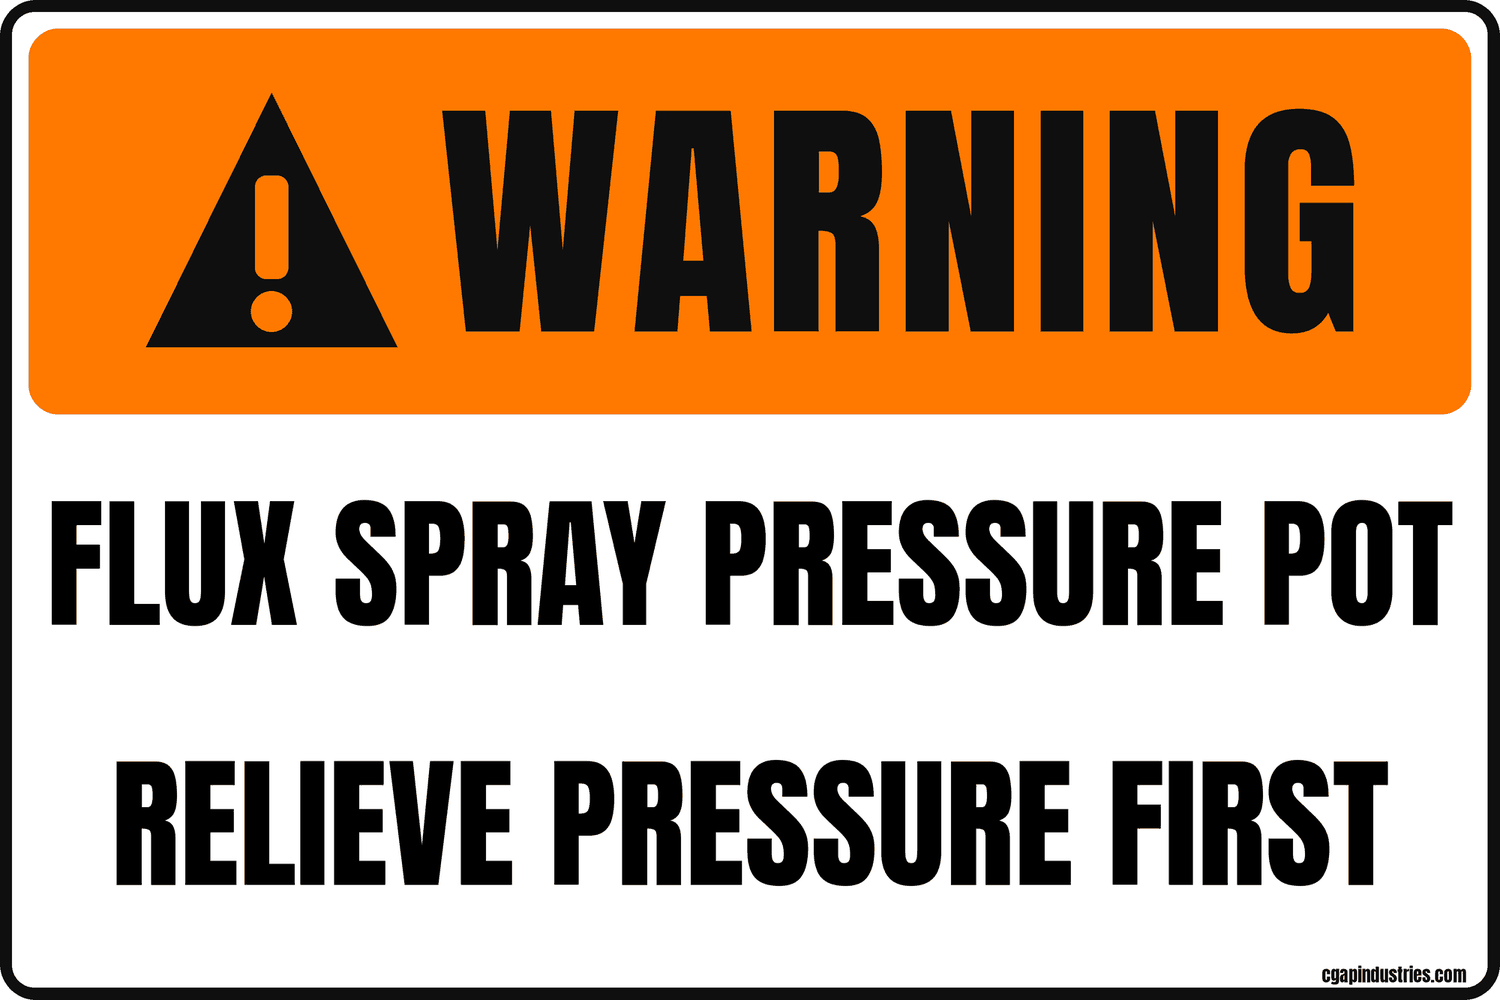 WARNING
FLUX SPRAY PRESSURE POT
RELIEVE PRESSURE FIRST
cgapindustries.com